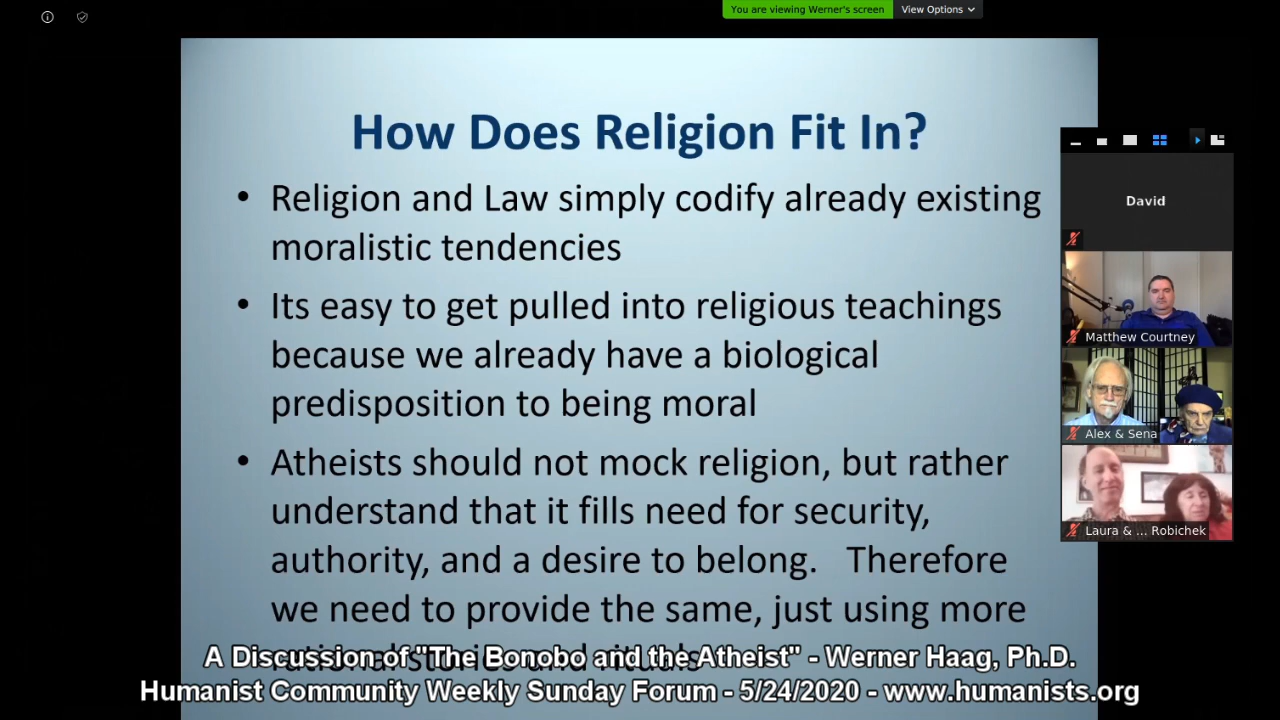 You are viewing Werner's screen View Options
How Does Religion Fit In?
• Religion and Law simply codify already existing
moralistic tendencies
• Its easy to get pulled into religious teachings
because we already have a biological
predisposition to being moral
• Atheists should not mock religion, but rather
understand that it fills need for security,
authority, and a desire to belong. Therefore
we need to provide the same, just using more
David
Matthew Courtney
Alex & Sena
Laura & ... Robichek
A Discussion of "The Bonobo and the Atheist" - Werner Haag, Ph.D.
Humanist Community Weekly Sunday Forum - 5/24/2020 - www.humanists.org